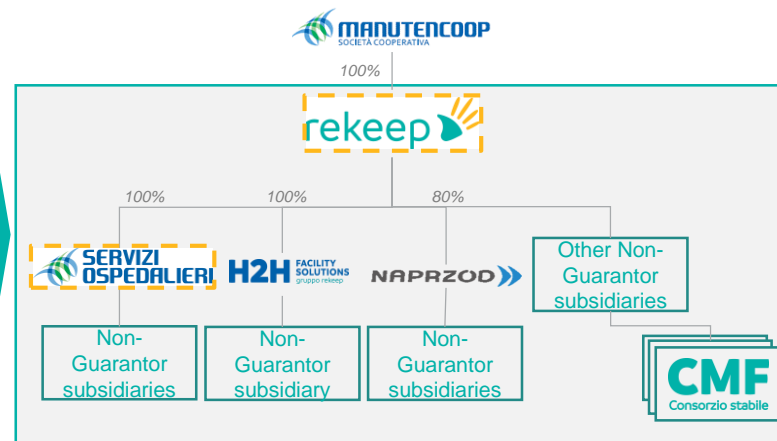 MANUTENCOOP
SOCIETÀ COOPERATIVA
100%
rekeep
100%
100%
80%
SERVIZI
OSPEDALIERI
H2H FACILITY
SOLUTIONS
gruppo rekeep
NAPRZOD
Other Non-
Guarantor
subsidiaries
Non-
Guarantor
subsidiaries
Non-
Guarantor
subsidiary
Non-
Guarantor
subsidiaries
CMF
Consorzio stabile